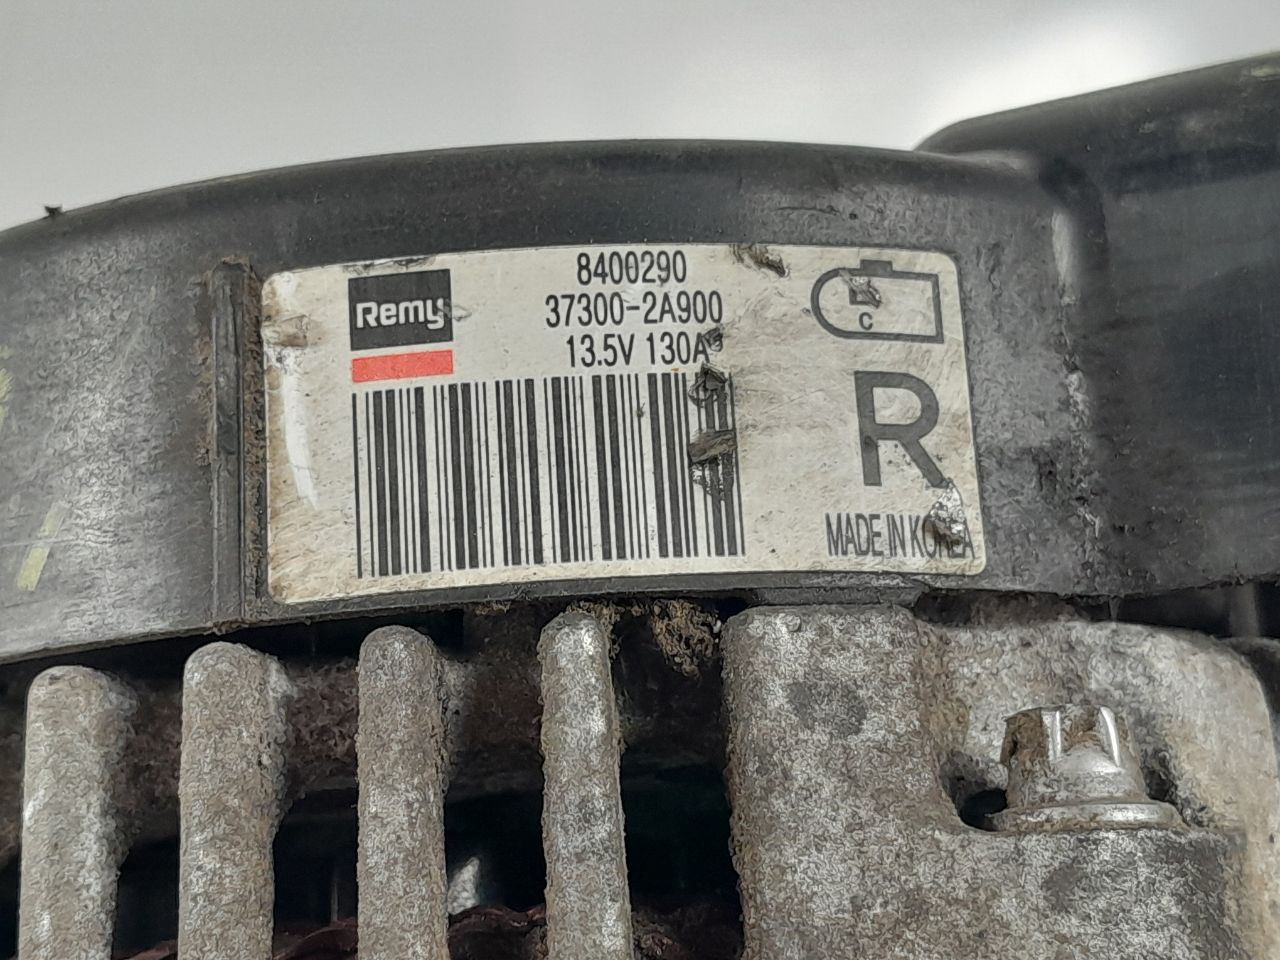 Remy
8400290
37300-2A900
13.5V 130A
C
R
MADE IN KOREA